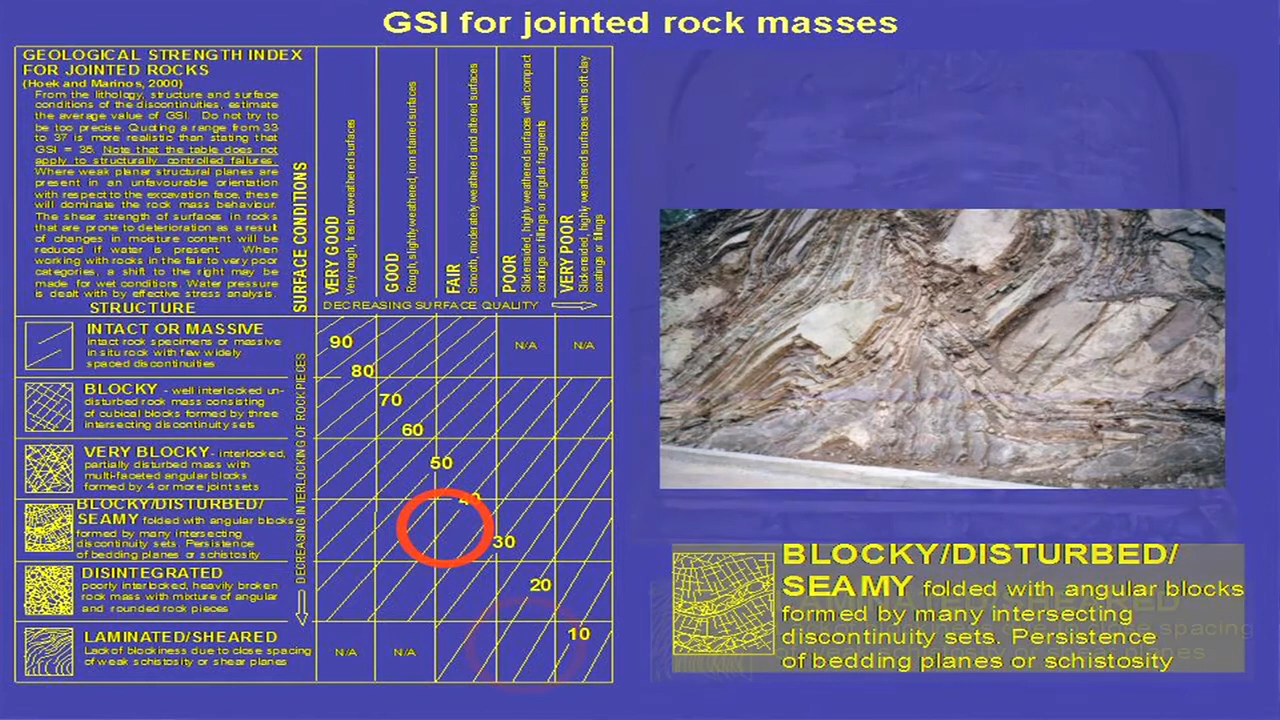 GSI for jointed rock masses
GEOLOGICAL STRENGTH INDEX
FOR JOINTED ROCKS
(Hoek and Marinos, 2000)
From the lithology, structure and surface
conditions of the discontinuities, estimate
the average value of GSI. Do not try to
be too precise. Quoting a range from 33
to 37 is more realistic than stating that
GSI = 35. Note that the table does not
apply to structurally controlled failures.
Where weak planar structural planes are
present in an unfavourable orientation
with respect to the excavation face, these
will dominate the rock mass behaviour.
The shear strength of surfaces in rocks
that are prone to deterioration as a result
of changes in moisture content will be
reduced if water is present. When
working with rocks in the fair to very poor
categories, a shift to the right may be
made for wet conditions. Water pressure
is dealt with by effective stress analysis.
STRUCTURE
SURFACE CONDITIONS
VERY GOOD
Very rough, fresh unweathered surfaces
GOOD
Rough, slightly weathered, iron stained surfaces
FAIR
Smooth, moderately weathered and altered surfaces
POOR
Slickensided, highly weathered surfaces with compact
coatings or fillings or angular fragments
VERY POOR
Slickensided, highly weathered surfaces with soft clay
coatings or fillings
DECREASING SURFACE QUALITY
DECREASING INTERLOCKING OF ROCK PIECES
INTACT OR MASSIVE
intact rock specimens or massive
in situ rock with few widely
spaced discontinuities
90
80
N/A
N/A
BLOCKY - well interlocked un-
disturbed rock mass consisting
of cubical blocks formed by three
intersecting discontinuity sets
70
60
VERY BLOCKY- interlocked,
partially disturbed mass with
multi-faceted angular blocks
formed by 4 or more joint sets
50
40
BLOCKY/DISTURBED/
SEAMY folded with angular blocks
formed by many intersecting
discontinuity sets. Persistence
of bedding planes or schistosity
30
DISINTEGRATED
poorly interlocked, heavily broken
rock mass with mixture of angular
and rounded rock pieces
20
LAMINATED/SHEARED
Lack of blockiness due to close spacing
of weak schistosity or shear planes
N/A
N/A
10
BLOCKY/DISTURBED/
SEAMY folded with angular blocks
formed by many intersecting
discontinuity sets. Persistence
of bedding planes or schistosity